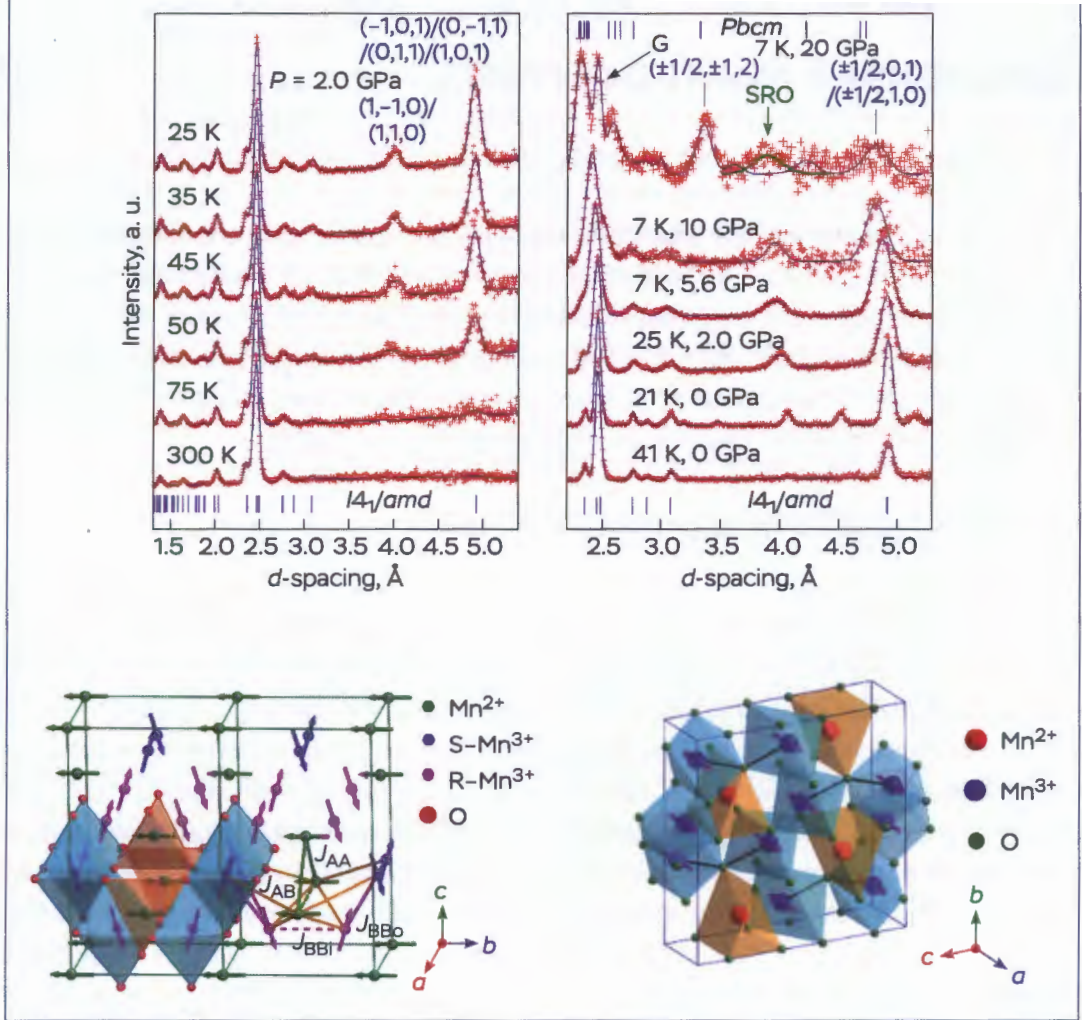 (-1,0,1)/(0,-1,1)
/(0,1,1)/(1,0,1)
P = 2.0 GPa
(1,-1,0)/
(1,1,0)
25 K
35 K
45 K
50 K
75 K
300 K
I4₁/amd
Intensity, a. u.
1.5 2.0 2.5 3.0 3.5 4.0 4.5 5.0
d-spacing, Å
Pbcm
7 K, 20 GPa
G
(±1/2,±1,2)
(±1/2,0,1)
/(±1/2,1,0)
SRO
7 K, 10 GPa
7 K, 5.6 GPa
25 K, 2.0 GPa
21 K, 0 GPa
41 K, 0 GPa
I4₁/amd
2.5 3.0 3.5 4.0 4.5 5.0
d-spacing, Å
Mn²⁺
S–Mn³⁺
R–Mn³⁺
O
J_AA
J_AB
J_BBo
J_BBi
c
b
a
Mn²⁺
Mn³⁺
O
b
c
a